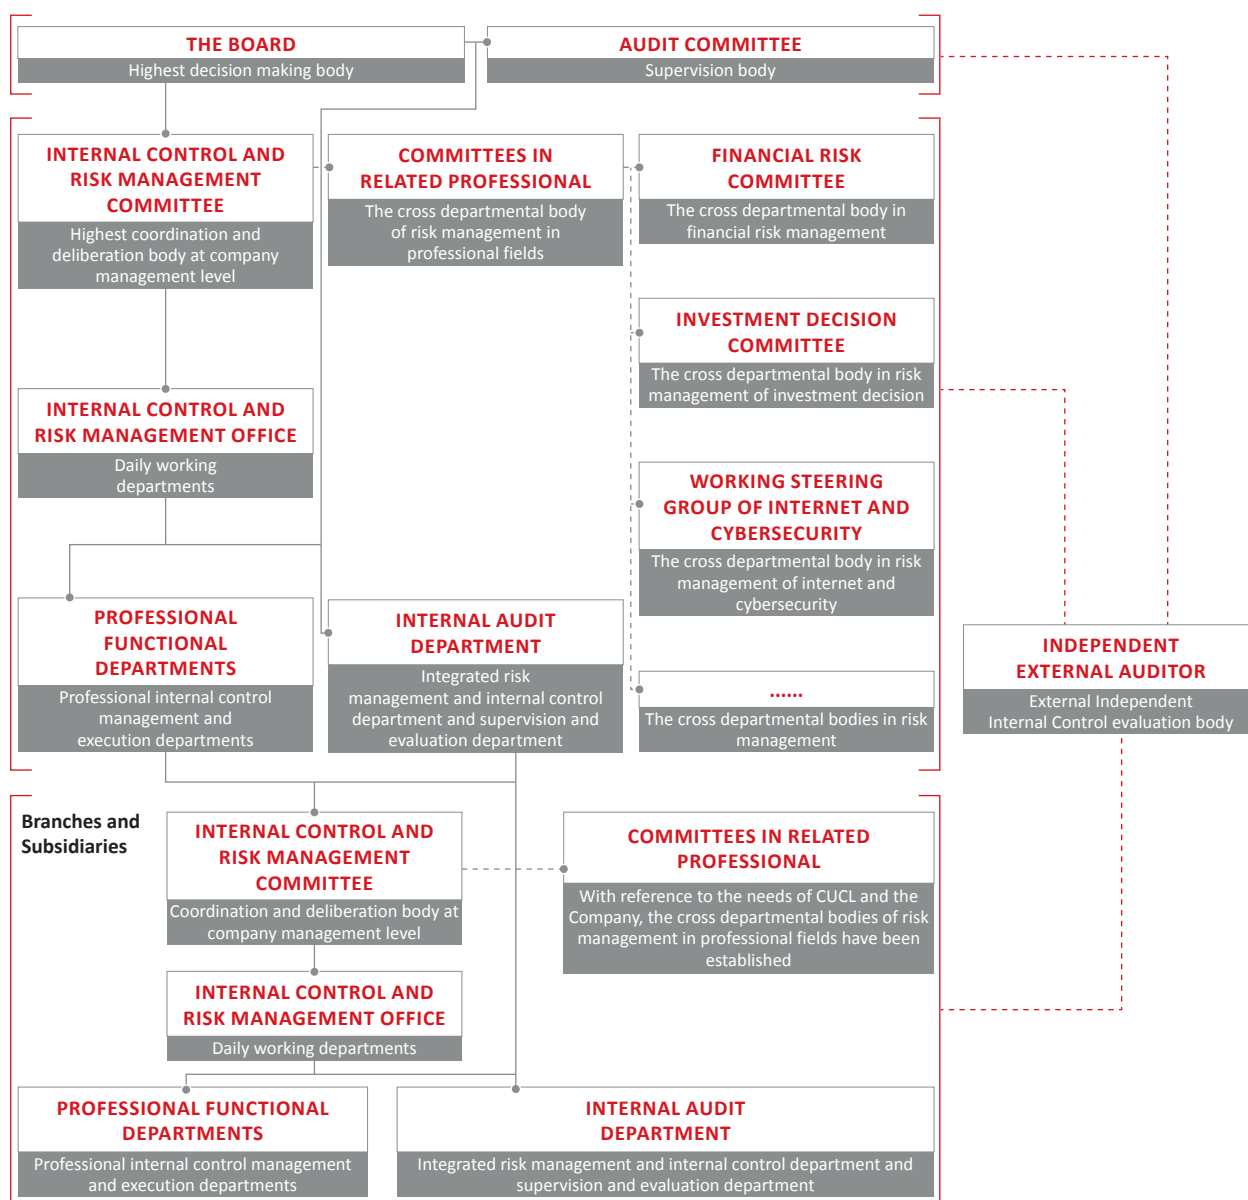 THE BOARD
Highest decision making body
AUDIT COMMITTEE
Supervision body
INTERNAL CONTROL AND
RISK MANAGEMENT
COMMITTEE
Highest coordination and
deliberation body at company
management level
COMMITTEES IN
RELATED PROFESSIONAL
The cross departmental body
of risk management in
professional fields
FINANCIAL RISK
COMMITTEE
The cross departmental body in
financial risk management
INVESTMENT DECISION
COMMITTEE
The cross departmental body in risk
management of investment decision
INTERNAL CONTROL AND
RISK MANAGEMENT OFFICE
Daily working
departments
WORKING STEERING
GROUP OF INTERNET AND
CYBERSECURITY
The cross departmental body in risk
management of internet and
cybersecurity
PROFESSIONAL
FUNCTIONAL
DEPARTMENTS
Professional internal control
management and
execution departments
INTERNAL AUDIT
DEPARTMENT
Integrated risk
management and internal control
department and supervision and
evaluation department
......
The cross departmental bodies in risk
management
INDEPENDENT
EXTERNAL AUDITOR
External Independent
Internal Control evaluation body
Branches and
Subsidiaries
INTERNAL CONTROL AND
RISK MANAGEMENT
COMMITTEE
Coordination and deliberation body at
company management level
COMMITTEES IN RELATED
PROFESSIONAL
With reference to the needs of CUCL and the
Company, the cross departmental bodies of risk
management in professional fields have been
established
INTERNAL CONTROL AND
RISK MANAGEMENT OFFICE
Daily working departments
PROFESSIONAL FUNCTIONAL
DEPARTMENTS
Professional internal control management
and execution departments
INTERNAL AUDIT
DEPARTMENT
Integrated risk management and internal control department and
supervision and evaluation department